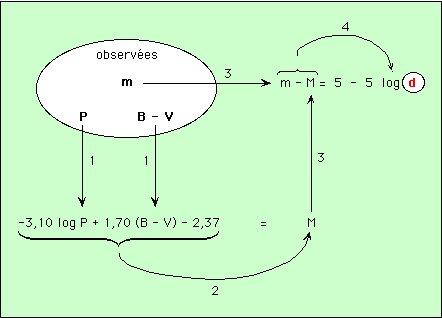 observées
4
m
3
m - M = 5 - 5 log d
P B - V
1 1
3
-3,10 log P + 1,70 (B - V) - 2,37 = M
2